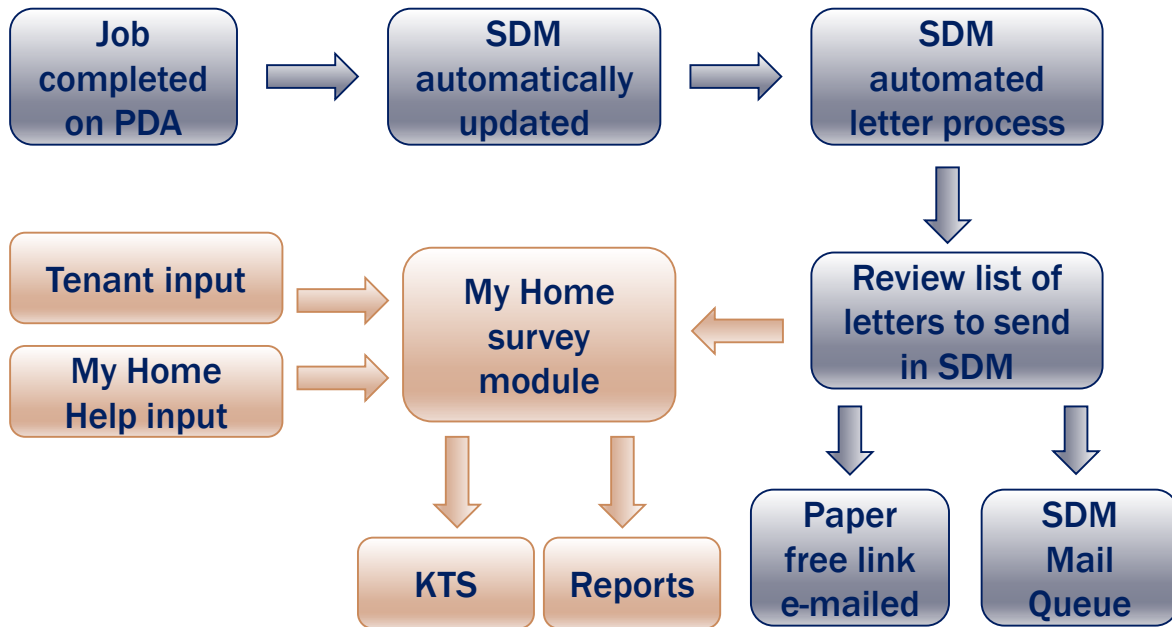 Job
completed
on PDA
SDM
automatically
updated
SDM
automated
letter process
Tenant input
My Home
Help input
My Home
survey
module
Review list of
letters to send
in SDM
KTS
Reports
Paper
free link
e-mailed
SDM
Mail
Queue